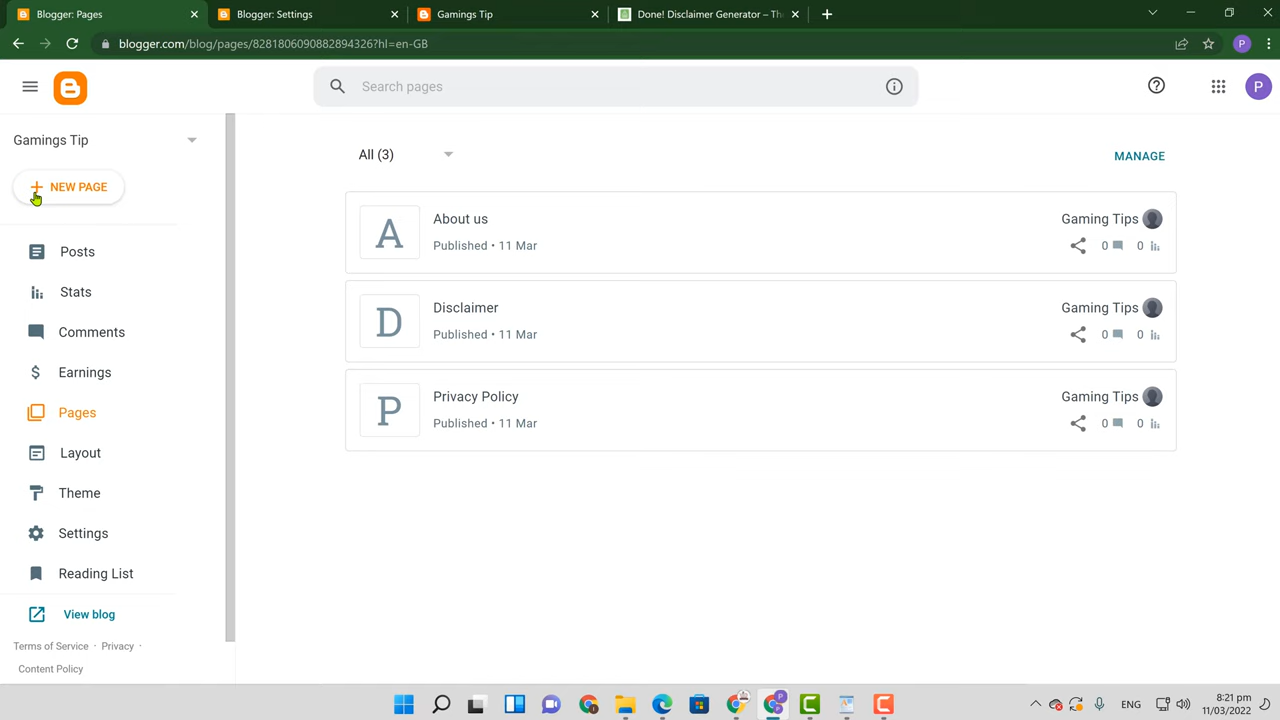 Blogger: Pages
Blogger: Settings
Gamings Tip
Done! Disclaimer Generator – Th
blogger.com/blog/pages/8281806090882894326?hl=en-GB
P
Search pages
P
Gamings Tip
NEW PAGE
Posts
Stats
Comments
Earnings
Pages
Layout
Theme
Settings
Reading List
View blog
Terms of Service · Privacy ·
Content Policy
All (3)
MANAGE
A
About us
Published • 11 Mar
Gaming Tips
0 0
D
Disclaimer
Published • 11 Mar
Gaming Tips
0 0
P
Privacy Policy
Published • 11 Mar
Gaming Tips
0 0
ENG
8:21 pm
11/03/2022